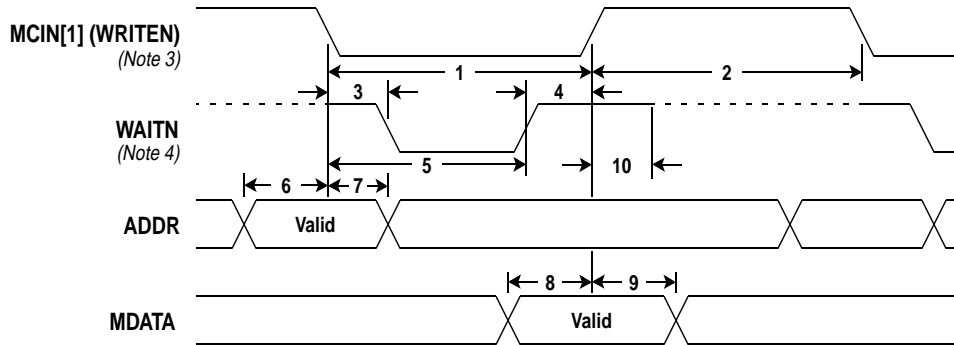 MCIN[1] (WRITEN)
(Note 3)
1
2
3
4
WAITN
(Note 4)
5
10
6
7
ADDR
Valid
8
9
MDATA
Valid